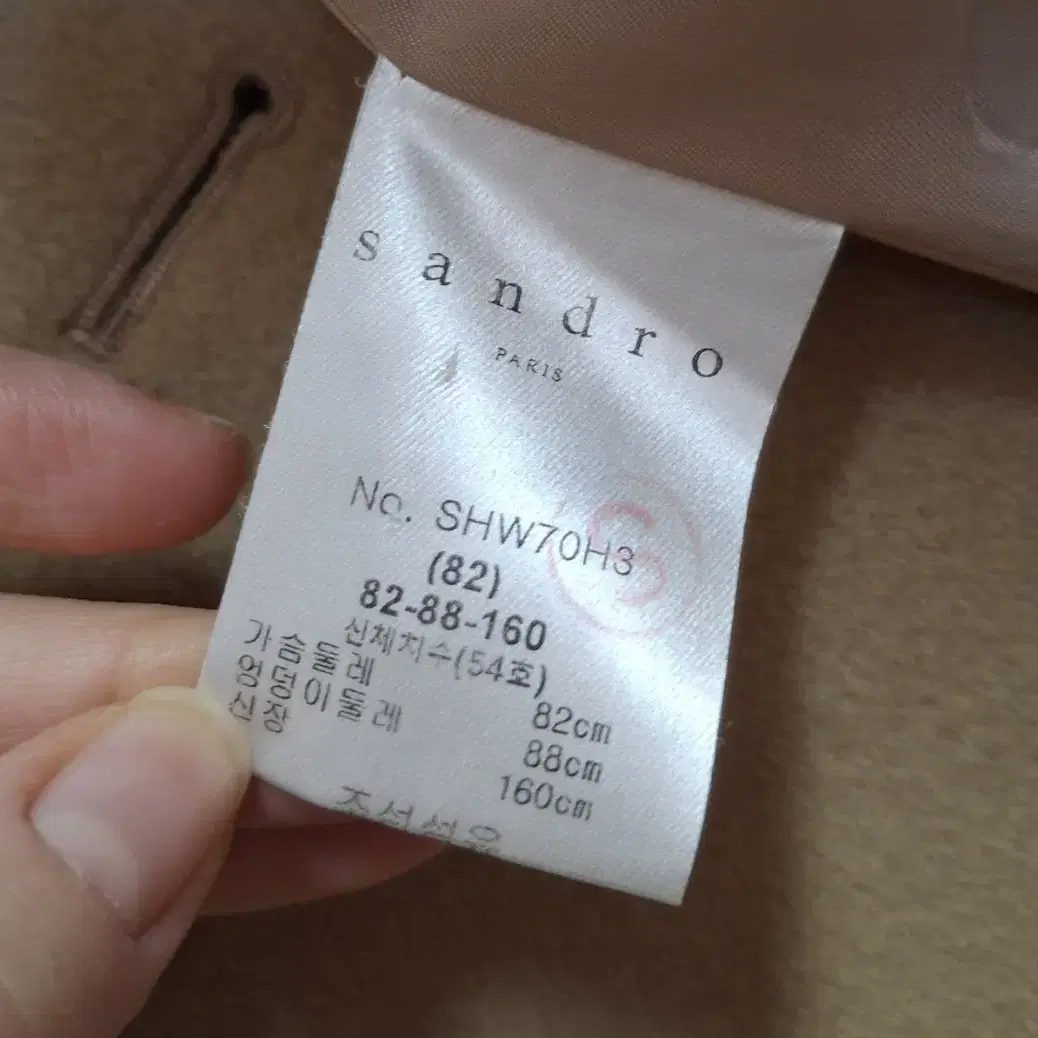 sandro
PARIS
No. SHW70H3
(82)
82-88-160
신체치수(54호)
가슴둘레 82cm
엉덩이둘레 88cm
신장 160cm